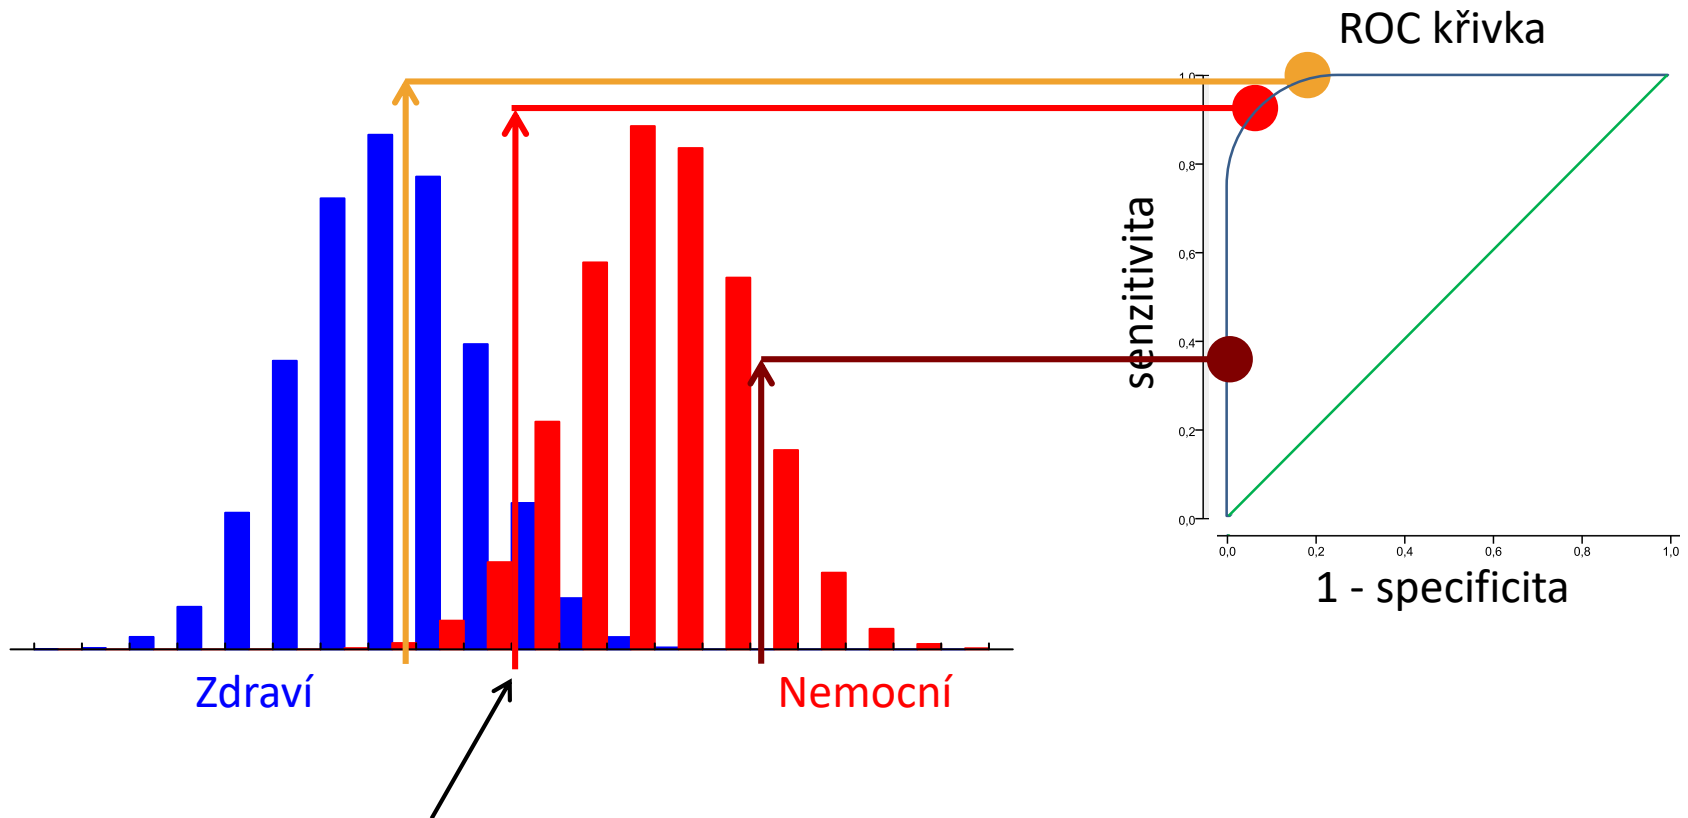 ROC křivka
1,0
0,8
0,6
0,4
0,2
0,0
senzitivita
0,0 0,2 0,4 0,6 0,8 1,0
1 - specificita
Zdraví
Nemocní